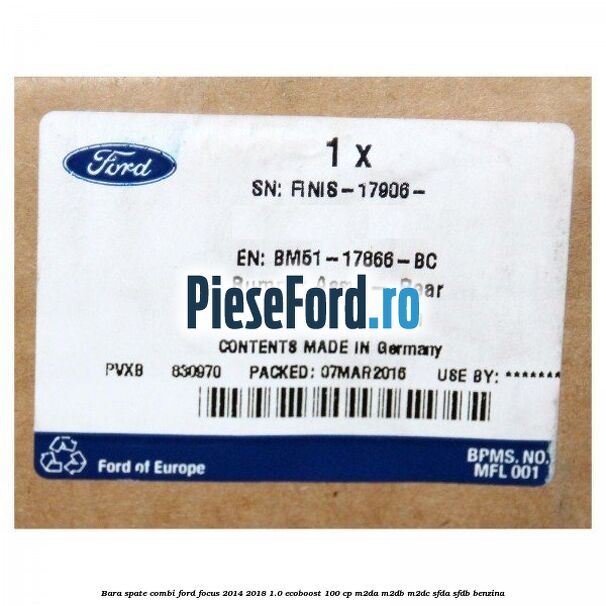 Ford
1 x
SN: FINIS-17906-
EN: BM51-17866-BC
PieseFord.ro
CONTENTS MADE IN Germany
PVXB 830970 PACKED: 07MAR2016 USE BY: *******
Ford of Europe
BPMS. NO.
MFL 001
Bara spate combi ford focus 2014 2018 1.0 ecoboost 100 cp m2da m2db m2dc sfda sfdb benzina